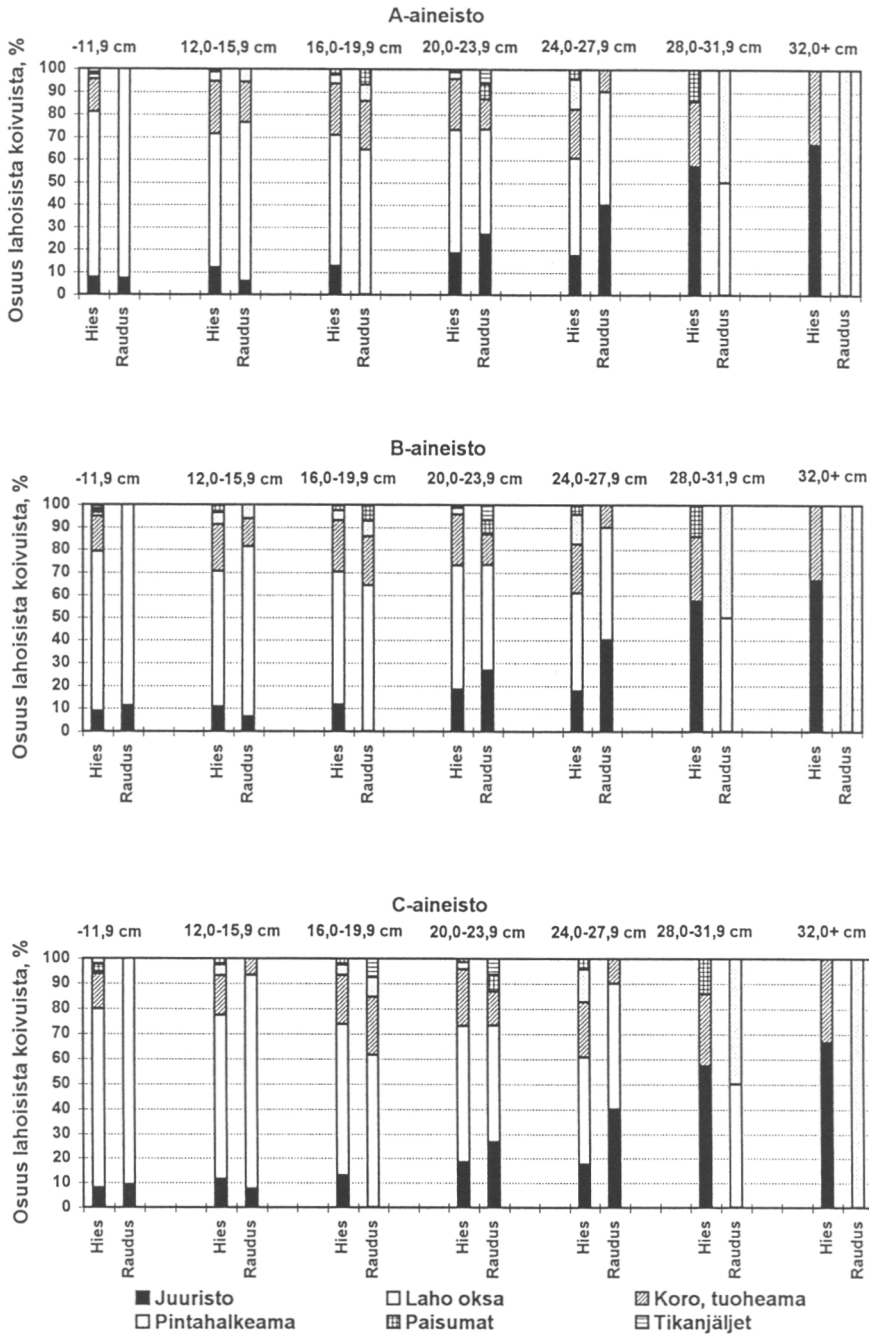 A-aineisto
-11,9 cm 12,0-15,9 cm 16,0-19,9 cm 20,0-23,9 cm 24,0-27,9 cm 28,0-31,9 cm 32,0+ cm
Osuus lahoisista koivuista, %
100
90
80
70
60
50
40
30
20
10
0
Hies Raudus Hies Raudus Hies Raudus Hies Raudus Hies Raudus Hies Raudus Hies Raudus
B-aineisto
-11,9 cm 12,0-15,9 cm 16,0-19,9 cm 20,0-23,9 cm 24,0-27,9 cm 28,0-31,9 cm 32,0+ cm
Osuus lahoisista koivuista, %
100
90
80
70
60
50
40
30
20
10
0
Hies Raudus Hies Raudus Hies Raudus Hies Raudus Hies Raudus Hies Raudus Hies Raudus
C-aineisto
-11,9 cm 12,0-15,9 cm 16,0-19,9 cm 20,0-23,9 cm 24,0-27,9 cm 28,0-31,9 cm 32,0+ cm
Osuus lahoisista koivuista, %
100
90
80
70
60
50
40
30
20
10
0
Hies Raudus Hies Raudus Hies Raudus Hies Raudus Hies Raudus Hies Raudus Hies Raudus
Juuristo Laho oksa Koro, tuoheama
Pintahalkeama Paisumat Tikanjäljet